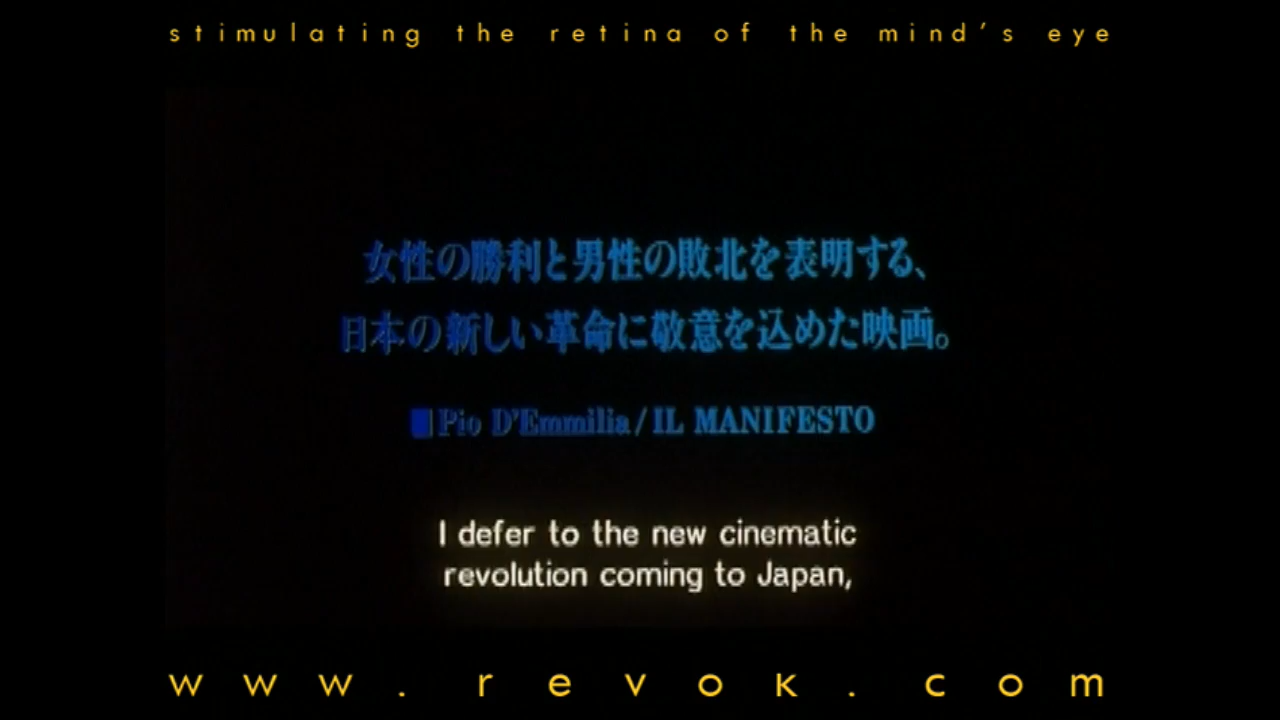 stimulating the retina of the mind's eye
女性の勝利と男性の敗北を表明する、
日本の新しい革命に敬意を込めた映画。
■Pio D'Emmilia/IL MANIFESTO
I defer to the new cinematic
revolution coming to Japan,
www.revok.com